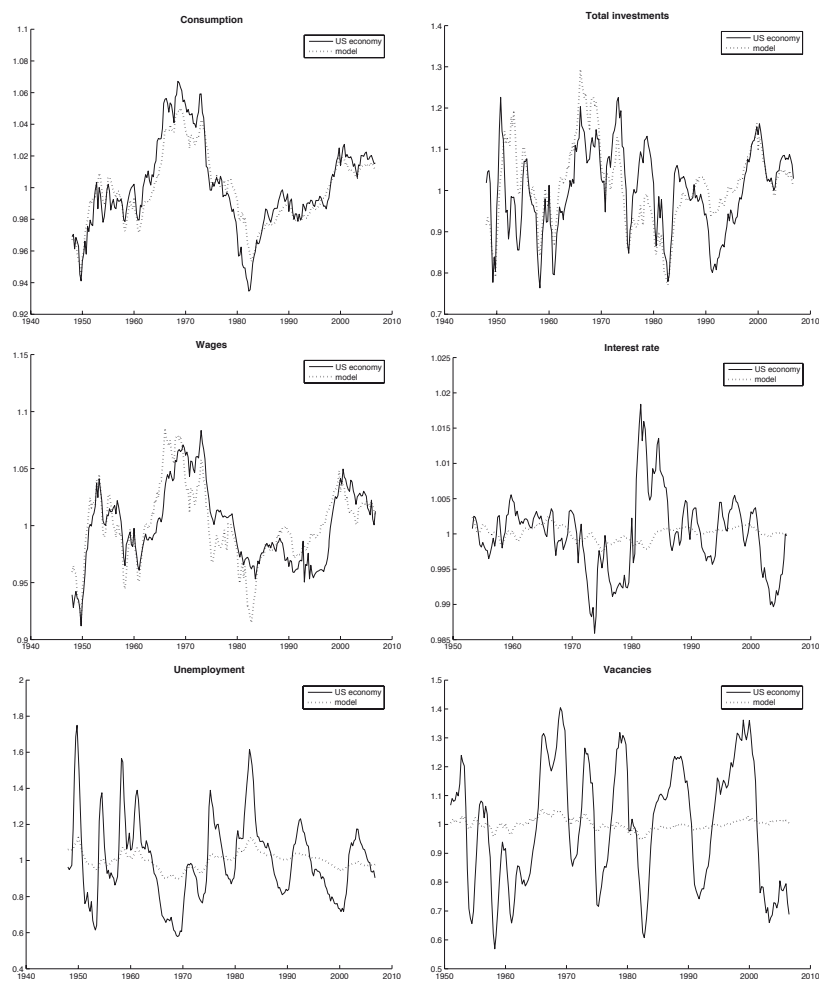 Consumption
US economy
model
1.1
1.08
1.06
1.04
1.02
1
0.98
0.96
0.94
0.92
1940 1950 1960 1970 1980 1990 2000 2010
Total investments
US economy
model
1.4
1.3
1.2
1.1
1
0.9
0.8
0.7
1940 1950 1960 1970 1980 1990 2000 2010
Wages
US economy
model
1.15
1.1
1.05
1
0.95
0.9
1940 1950 1960 1970 1980 1990 2000 2010
Interest rate
US economy
model
1.025
1.02
1.015
1.01
1.005
1
0.995
0.99
0.985
1950 1960 1970 1980 1990 2000 2010
Unemployment
US economy
model
2
1.8
1.6
1.4
1.2
1
0.8
0.6
0.4
1940 1950 1960 1970 1980 1990 2000 2010
Vacancies
US economy
model
1.5
1.4
1.3
1.2
1.1
1
0.9
0.8
0.7
0.6
0.5
1950 1960 1970 1980 1990 2000 2010